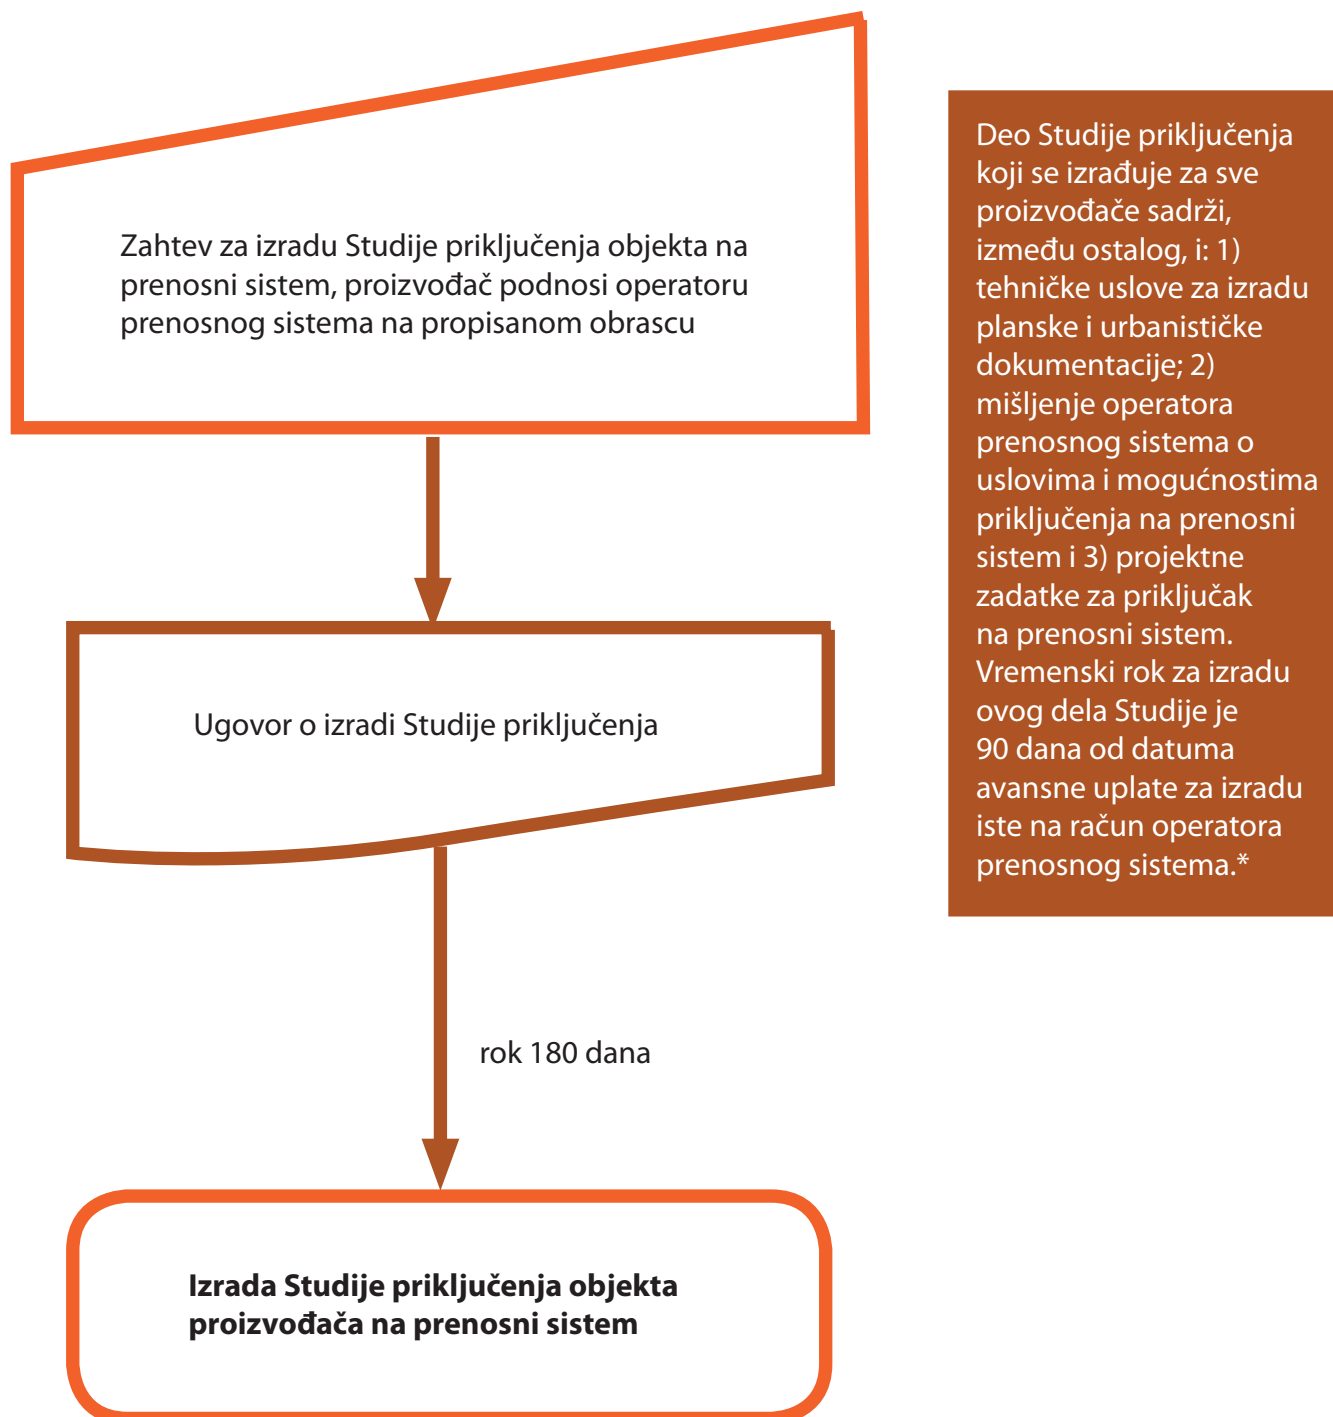 Zahtev za izradu Studije priključenja objekta na
prenosni sistem, proizvođač podnosi operatoru
prenosnog sistema na propisanom obrascu
Deo Studije priključenja
koji se izrađuje za sve
proizvođače sadrži,
između ostalog, i: 1)
tehničke uslove za izradu
planske i urbanističke
dokumentacije; 2)
mišljenje operatora
prenosnog sistema o
uslovima i mogućnostima
priključenja na prenosni
sistem i 3) projektne
zadatke za priključak
na prenosni sistem.
Vremenski rok za izradu
ovog dela Studije je
90 dana od datuma
avansne uplate za izradu
iste na račun operatora
prenosnog sistema.*
Ugovor o izradi Studije priključenja
rok 180 dana
Izrada Studije priključenja objekta
proizvođača na prenosni sistem